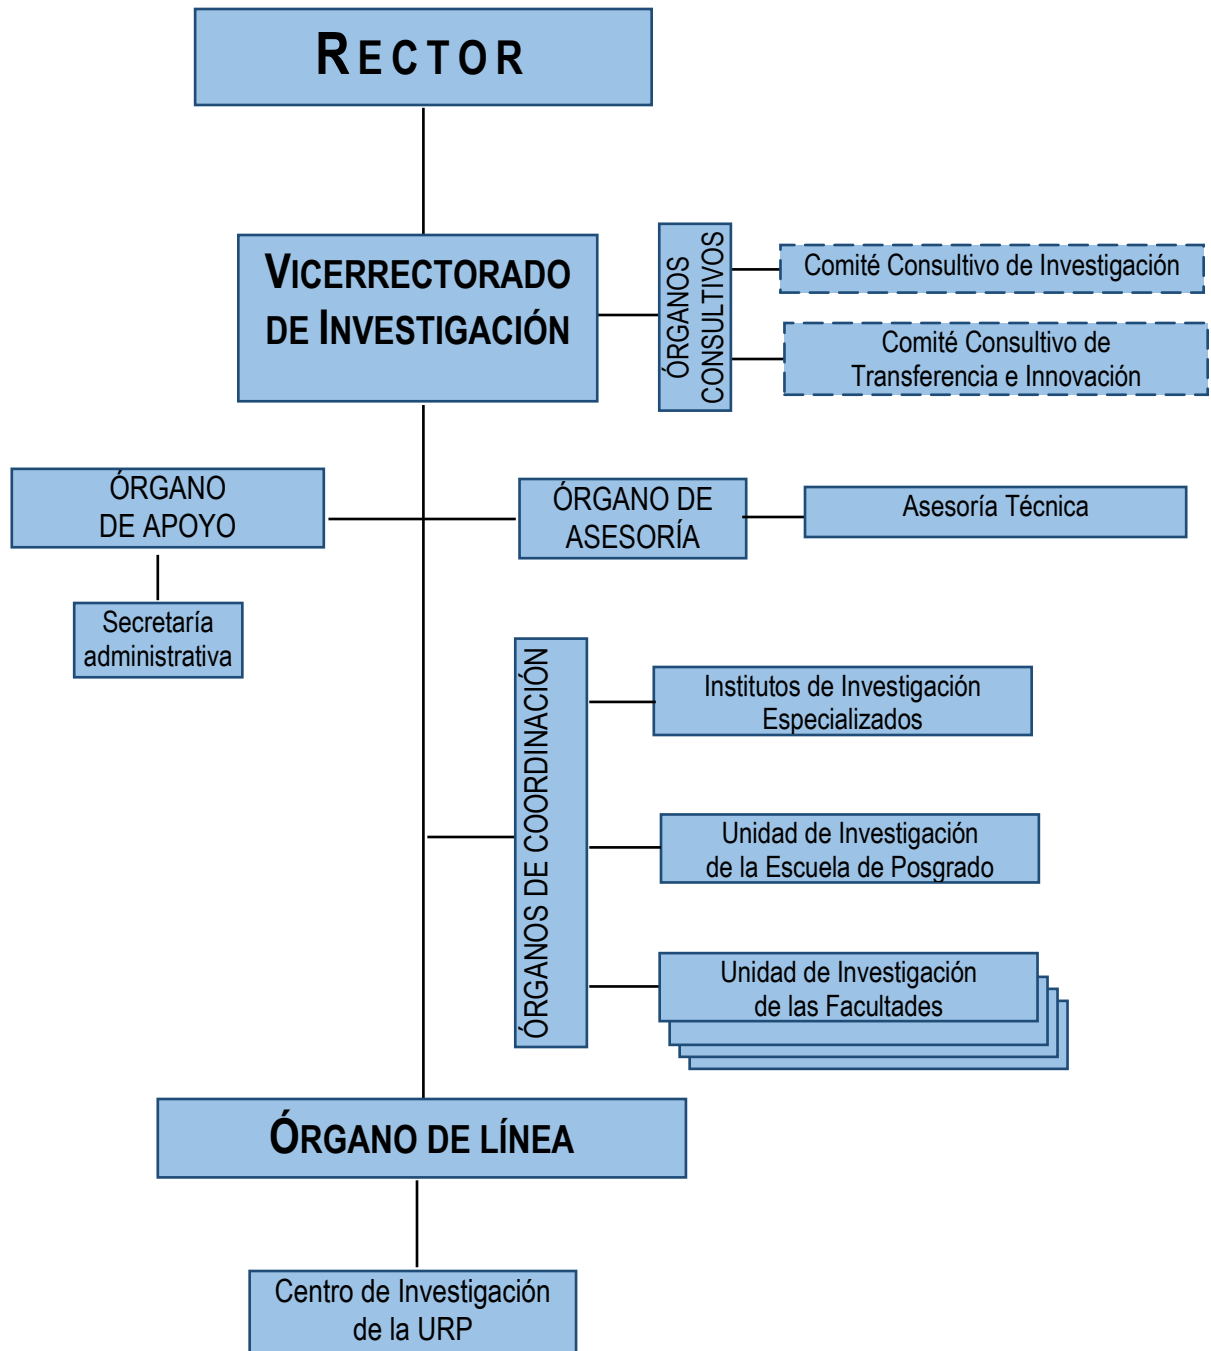 RECTOR
VICERRECTORADO
DE INVESTIGACIÓN
ÓRGANOS
CONSULTIVOS
Comité Consultivo de Investigación
Comité Consultivo de
Transferencia e Innovación
ÓRGANO
DE APOYO
ÓRGANO DE
ASESORÍA
Asesoría Técnica
Secretaría
administrativa
ÓRGANOS DE COORDINACIÓN
Institutos de Investigación
Especializados
Unidad de Investigación
de la Escuela de Posgrado
Unidad de Investigación
de las Facultades
ÓRGANO DE LÍNEA
Centro de Investigación
de la URP